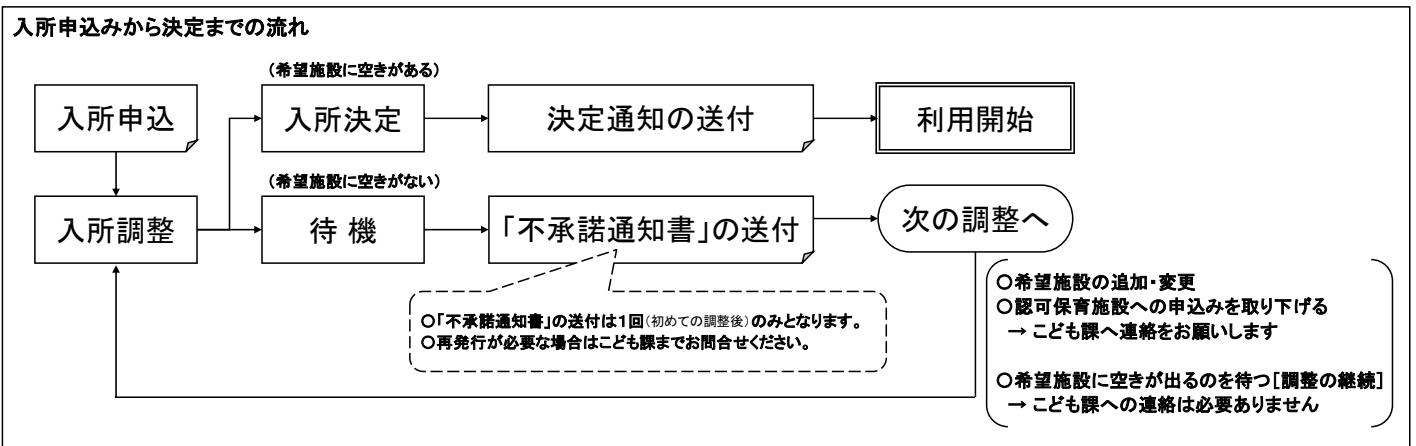 入所申込みから決定までの流れ
(希望施設に空きがある)
入所申込
入所決定
決定通知の送付
利用開始
(希望施設に空きがない)
入所調整
待 機
「不承諾通知書」の送付
次の調整へ
○「不承諾通知書」の送付は1回(初めての調整後)のみとなります。
○再発行が必要な場合はこども課までお問合せください。
○希望施設の追加・変更
○認可保育施設への申込みを取り下げる
→ こども課へ連絡をお願いします
○希望施設に空きが出るのを待つ[調整の継続]
→ こども課への連絡は必要ありません